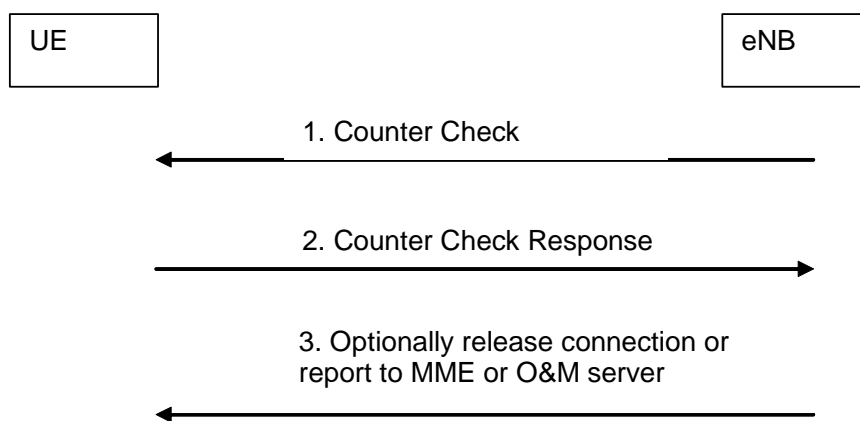 UE
eNB
1. Counter Check
2. Counter Check Response
3. Optionally release connection or
report to MME or O&M server